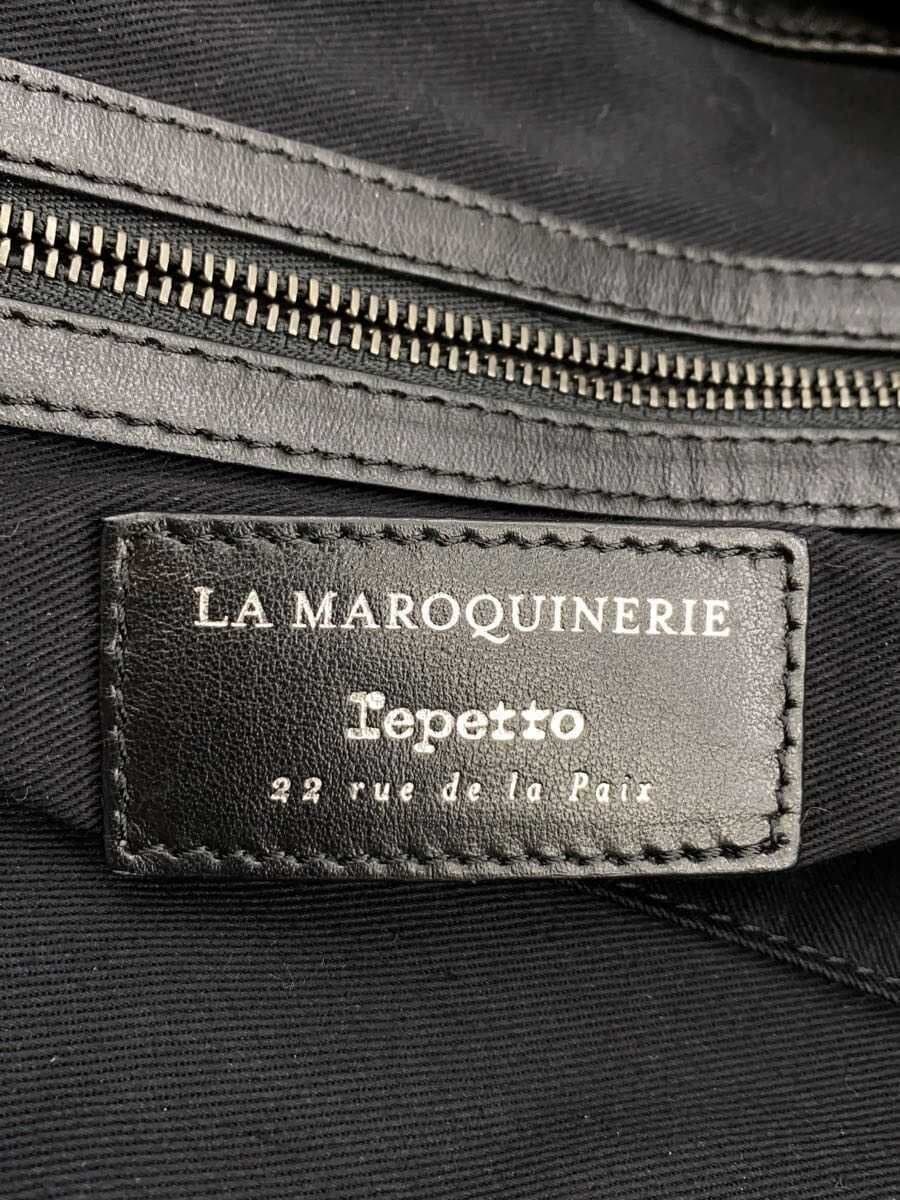 LA MAROQUINERIE
repetto
22 rue de la Paix